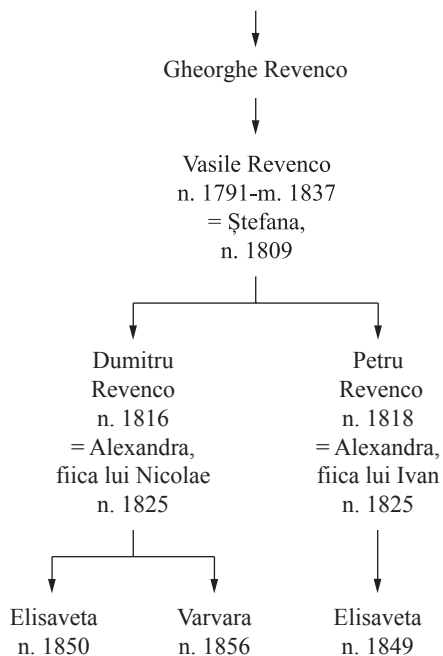 Gheorghe Revenco
Vasile Revenco
n. 1791-m. 1837
= Ștefana,
n. 1809
Dumitru
Revenco
n. 1816
= Alexandra,
fiica lui Nicolae
n. 1825
Petru
Revenco
n. 1818
= Alexandra,
fiica lui Ivan
n. 1825
Elisaveta
n. 1850
Varvara
n. 1856
Elisaveta
n. 1849